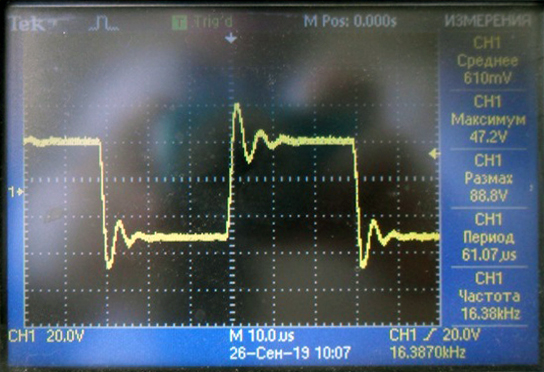 Tek
T Trig'd
M Pos: 0.000s
ИЗМЕРЕНИЯ
CH1
Среднее
610mV
CH1
Максимум
47.2V
CH1
Размах
88.8V
CH1
Период
61.07µs
CH1
Частота
16.38kHz
1
CH1 20.0V
M 10.0µs
CH1 20.0V
26-Сен-19 10:07
16.3870kHz